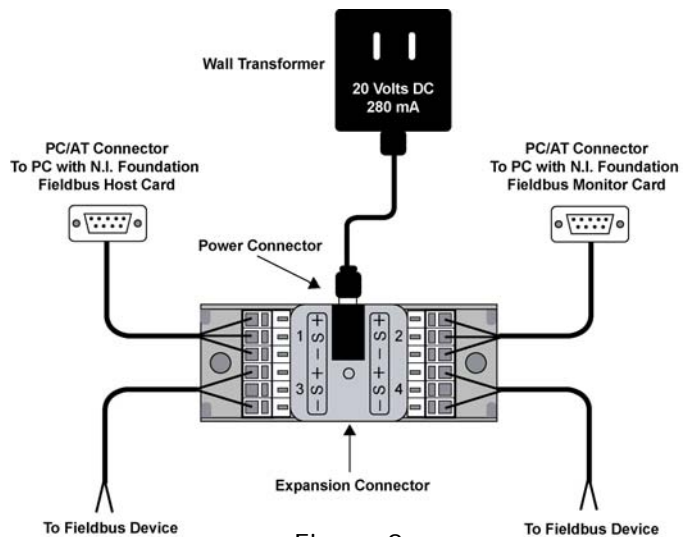 Wall Transformer
20 Volts DC
280 mA
PC/AT Connector
To PC with N.I. Foundation
Fieldbus Host Card
PC/AT Connector
To PC with N.I. Foundation
Fieldbus Monitor Card
Power Connector
1
+ S −
+ S −
2
3
+ S −
+ S −
4
Expansion Connector
To Fieldbus Device
To Fieldbus Device